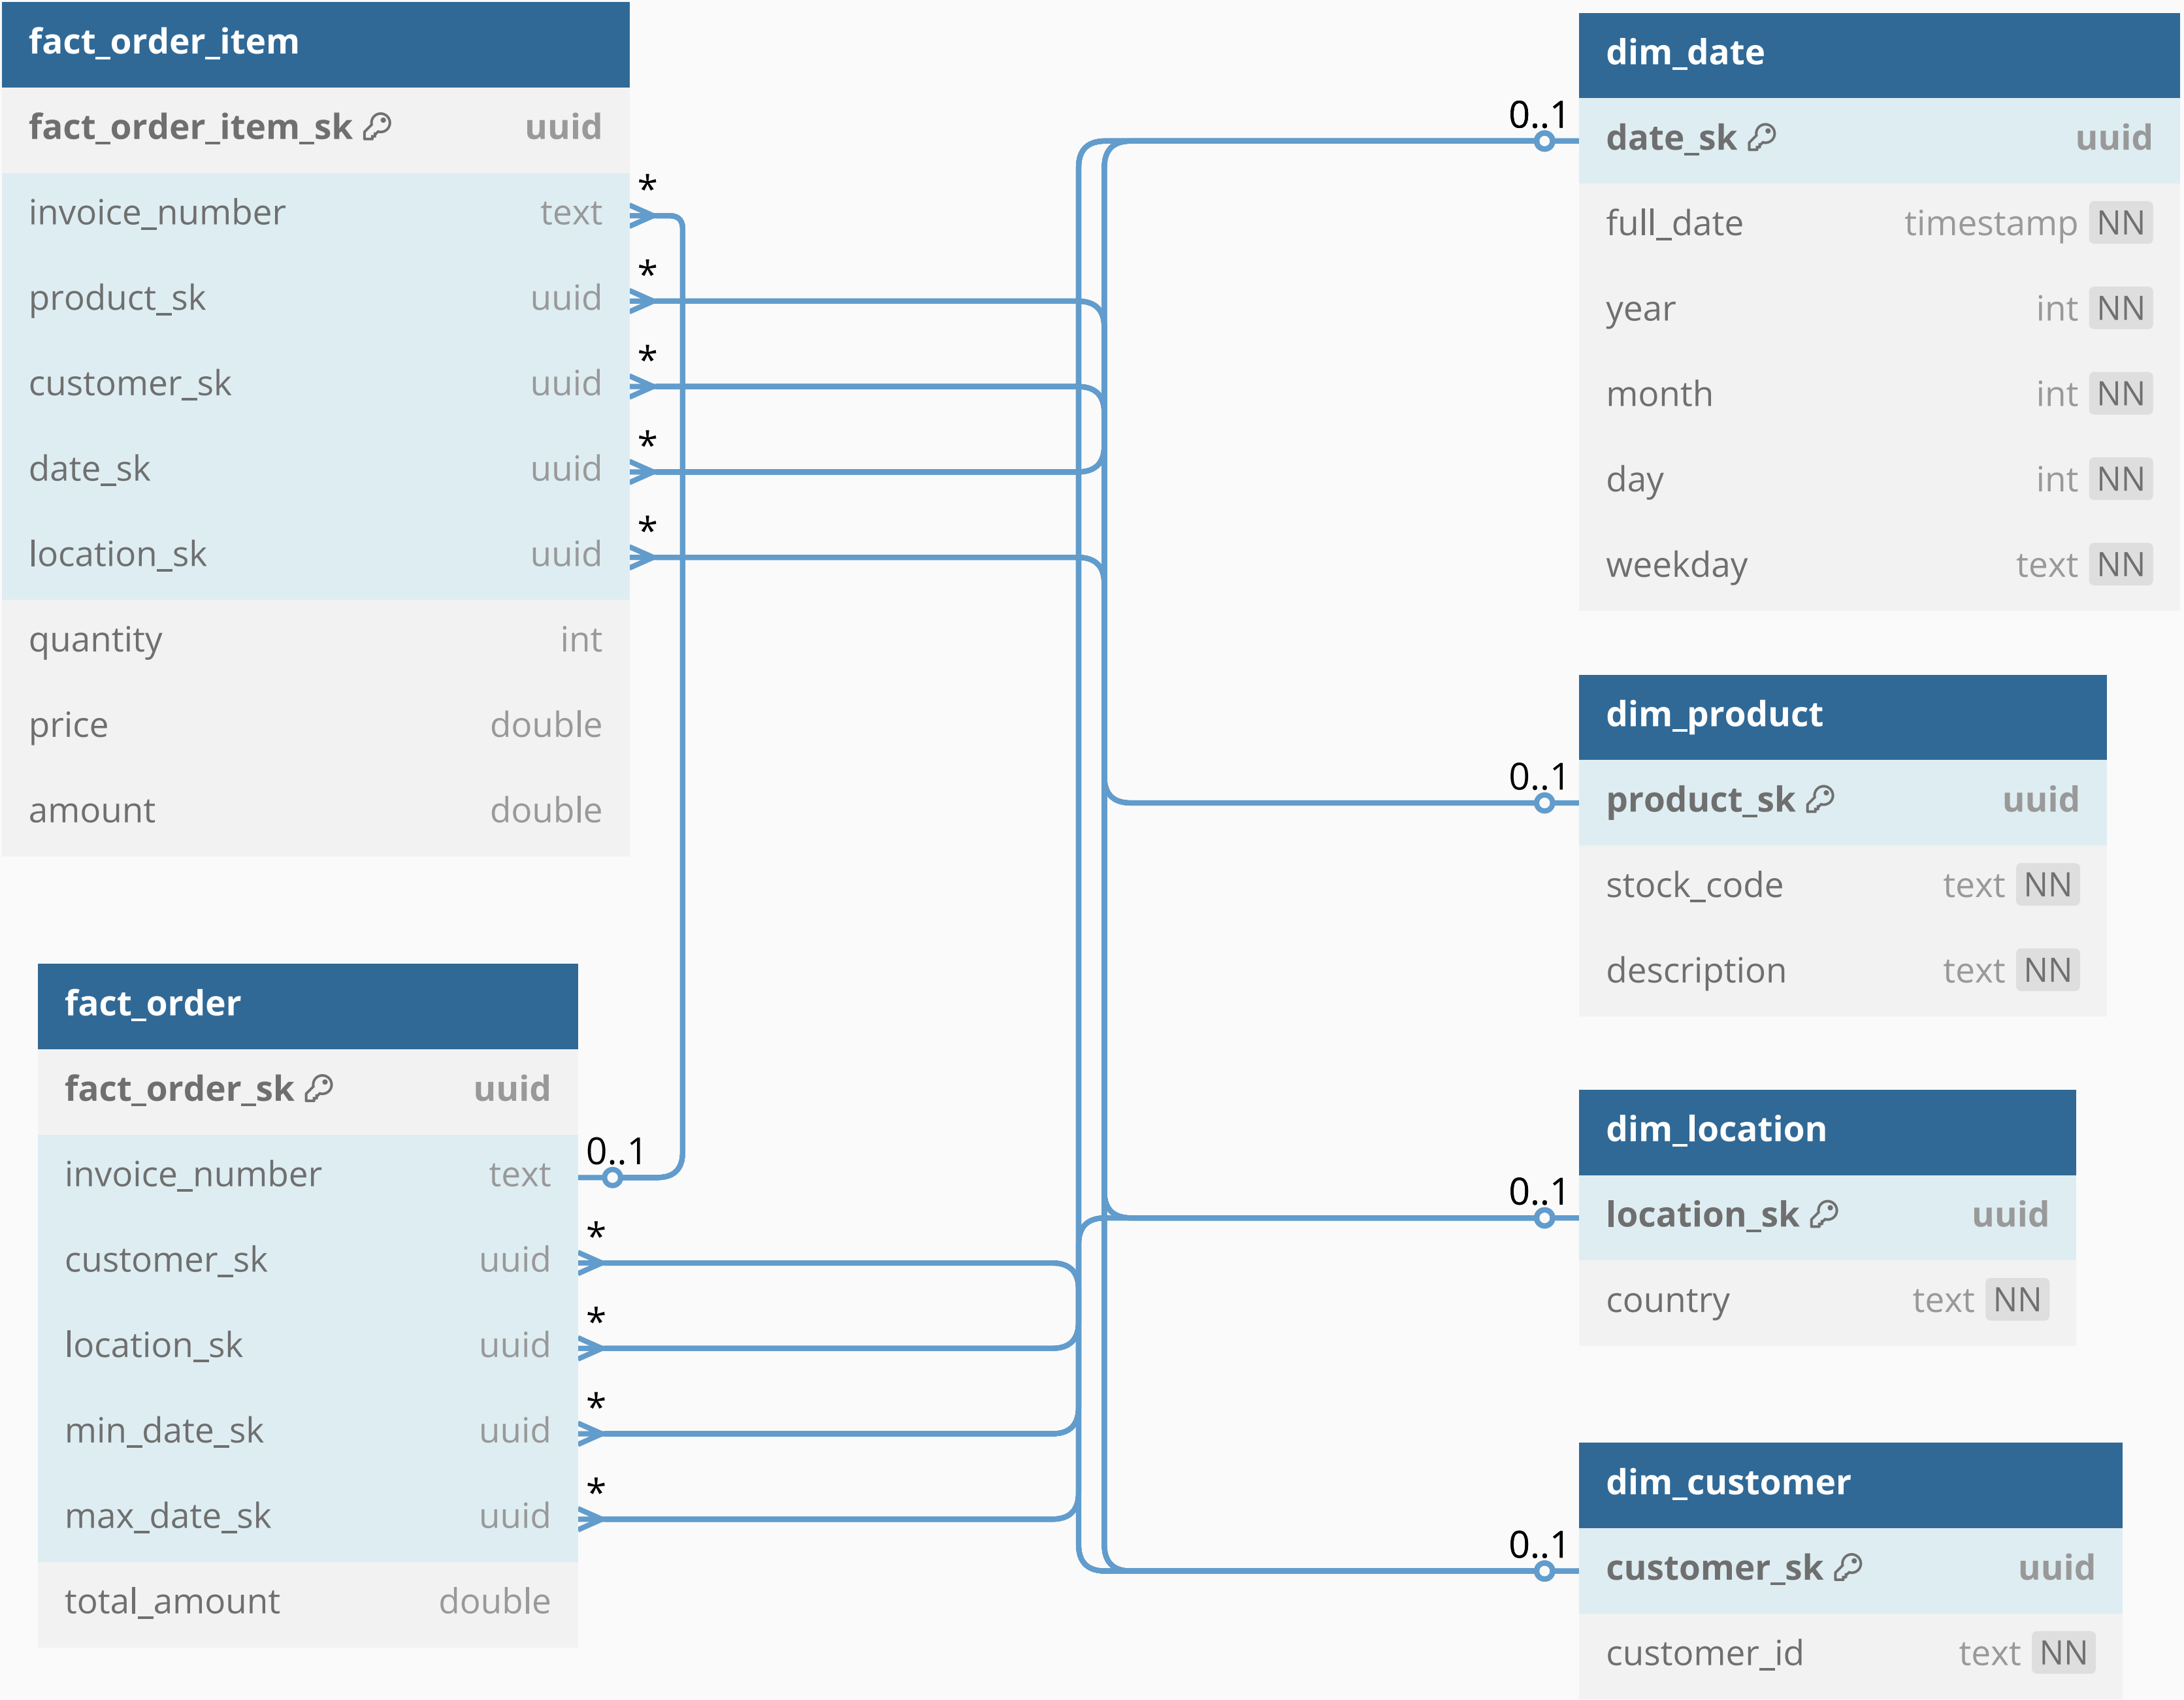 fact_order_item
fact_order_item_sk uuid
*
invoice_number text
*
product_sk uuid
*
customer_sk uuid
*
date_sk uuid
*
location_sk uuid
quantity int
price double
amount double
fact_order
fact_order_sk uuid
0..1
invoice_number text
*
customer_sk uuid
*
location_sk uuid
*
min_date_sk uuid
*
max_date_sk uuid
total_amount double
dim_date
0..1
date_sk uuid
full_date timestamp NN
year int NN
month int NN
day int NN
weekday text NN
dim_product
0..1
product_sk uuid
stock_code text NN
description text NN
dim_location
0..1
location_sk uuid
country text NN
dim_customer
0..1
customer_sk uuid
customer_id text NN